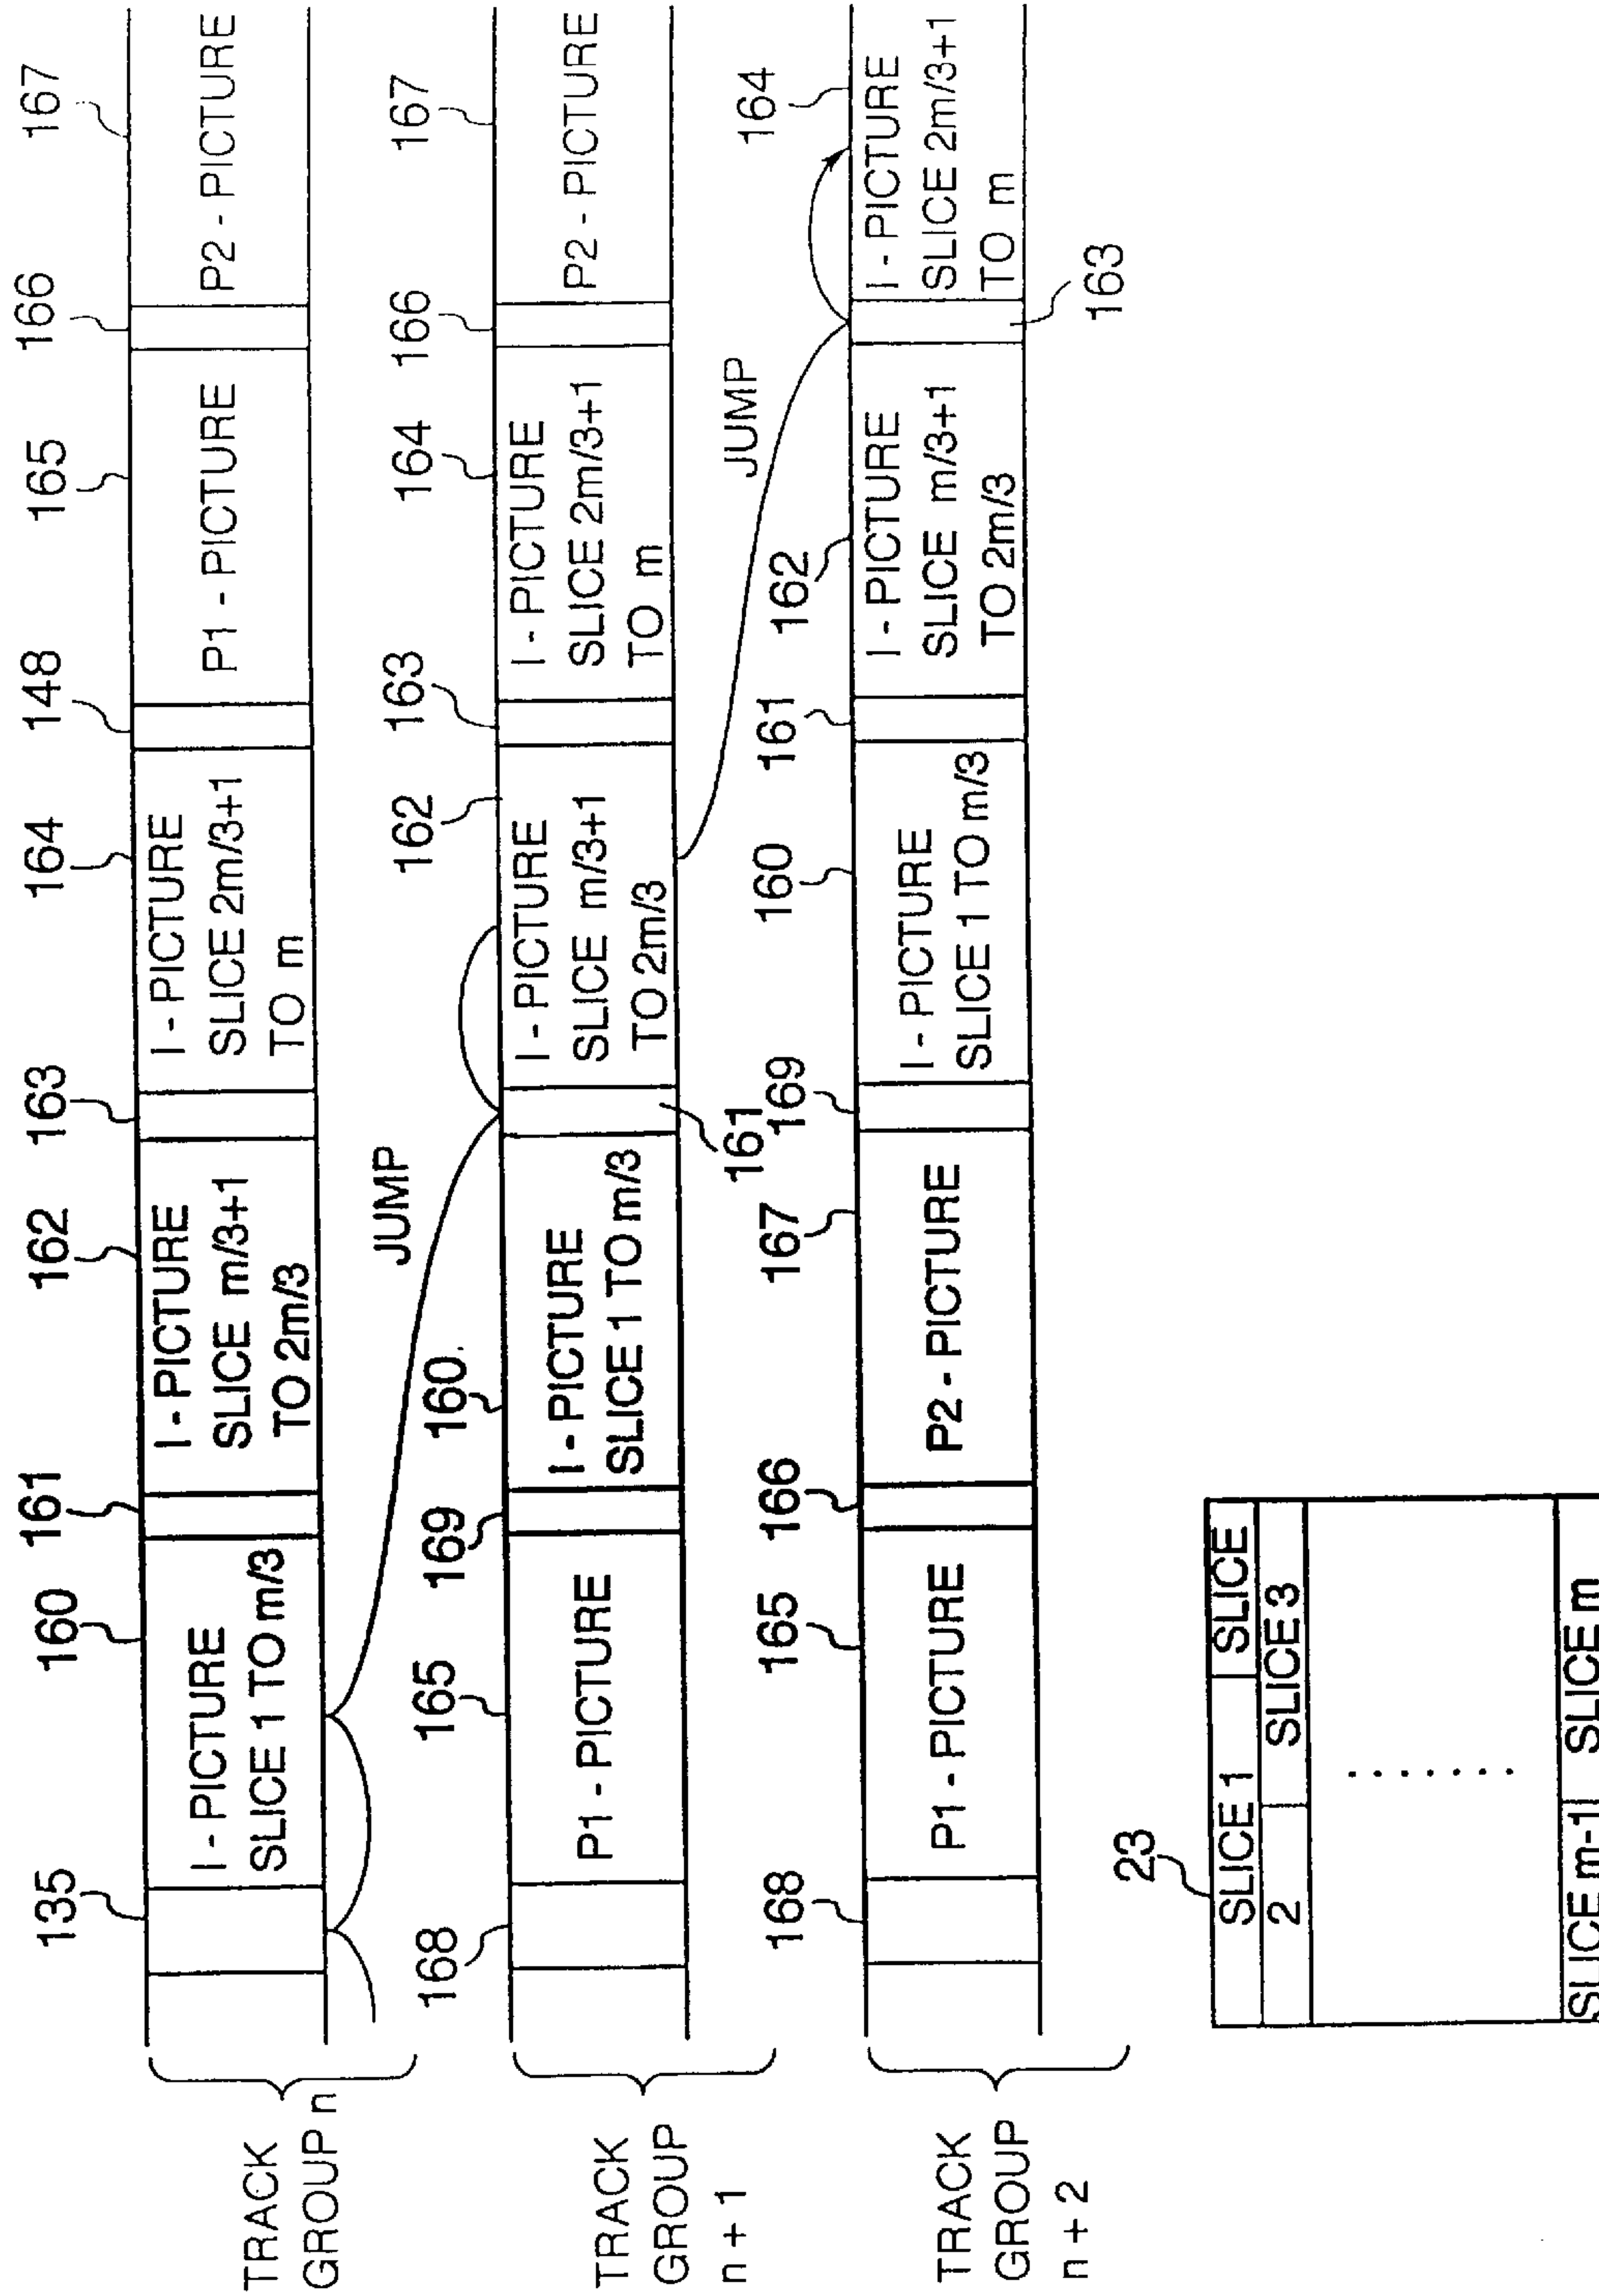 TRACK
GROUP n
135
160
161
162
163
164
148
165
166
167
I - PICTURE
SLICE 1 TO m/3
I - PICTURE
SLICE m/3+1
TO 2m/3
I - PICTURE
SLICE 2m/3+1
TO m
P1 - PICTURE
P2 - PICTURE
JUMP
TRACK
GROUP
n + 1
168
165
169
160
162
163
164
166
167
P1 - PICTURE
I - PICTURE
SLICE 1 TO m/3
I - PICTURE
SLICE m/3+1
TO 2m/3
I - PICTURE
SLICE 2m/3+1
TO m
P2 - PICTURE
161
JUMP
TRACK
GROUP
n + 2
168
165
166
167
169
160
161
162
164
P1 - PICTURE
P2 - PICTURE
I - PICTURE
SLICE 1 TO m/3
I - PICTURE
SLICE m/3+1
TO 2m/3
I - PICTURE
SLICE 2m/3+1
TO m
163
23
SLICE 1 SLICE
2 SLICE 3
.......
SLICE m-1 SLICE m